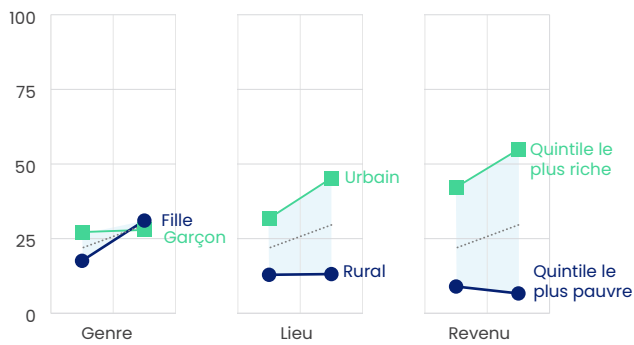 100
75
50
25
0
Fille
Garçon
Genre
Urbain
Rural
Lieu
Quintile le
plus riche
Quintile le
plus pauvre
Revenu